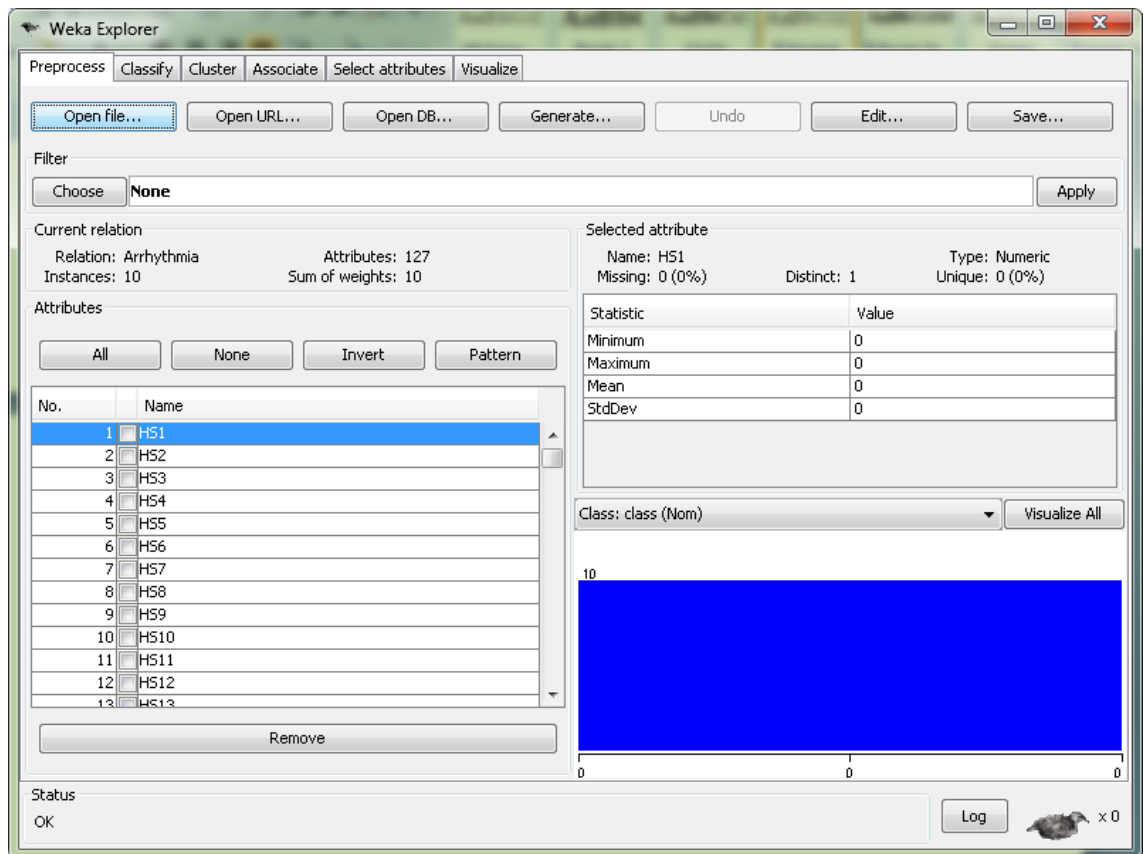 Weka Explorer
Preprocess Classify Cluster Associate Select attributes Visualize
Open file... Open URL... Open DB... Generate... Undo Edit... Save...
Filter
Choose None Apply
Current relation
Relation: Arrhythmia Attributes: 127
Instances: 10 Sum of weights: 10
Attributes
All None Invert Pattern
No. Name
1 HS1
2 HS2
3 HS3
4 HS4
5 HS5
6 HS6
7 HS7
8 HS8
9 HS9
10 HS10
11 HS11
12 HS12
13 HS13
Remove
Selected attribute
Name: HS1 Type: Numeric
Missing: 0 (0%) Distinct: 1 Unique: 0 (0%)
Statistic Value
Minimum 0
Maximum 0
Mean 0
StdDev 0
Class: class (Nom) Visualize All
10
0 0 0
Status
OK Log x 0